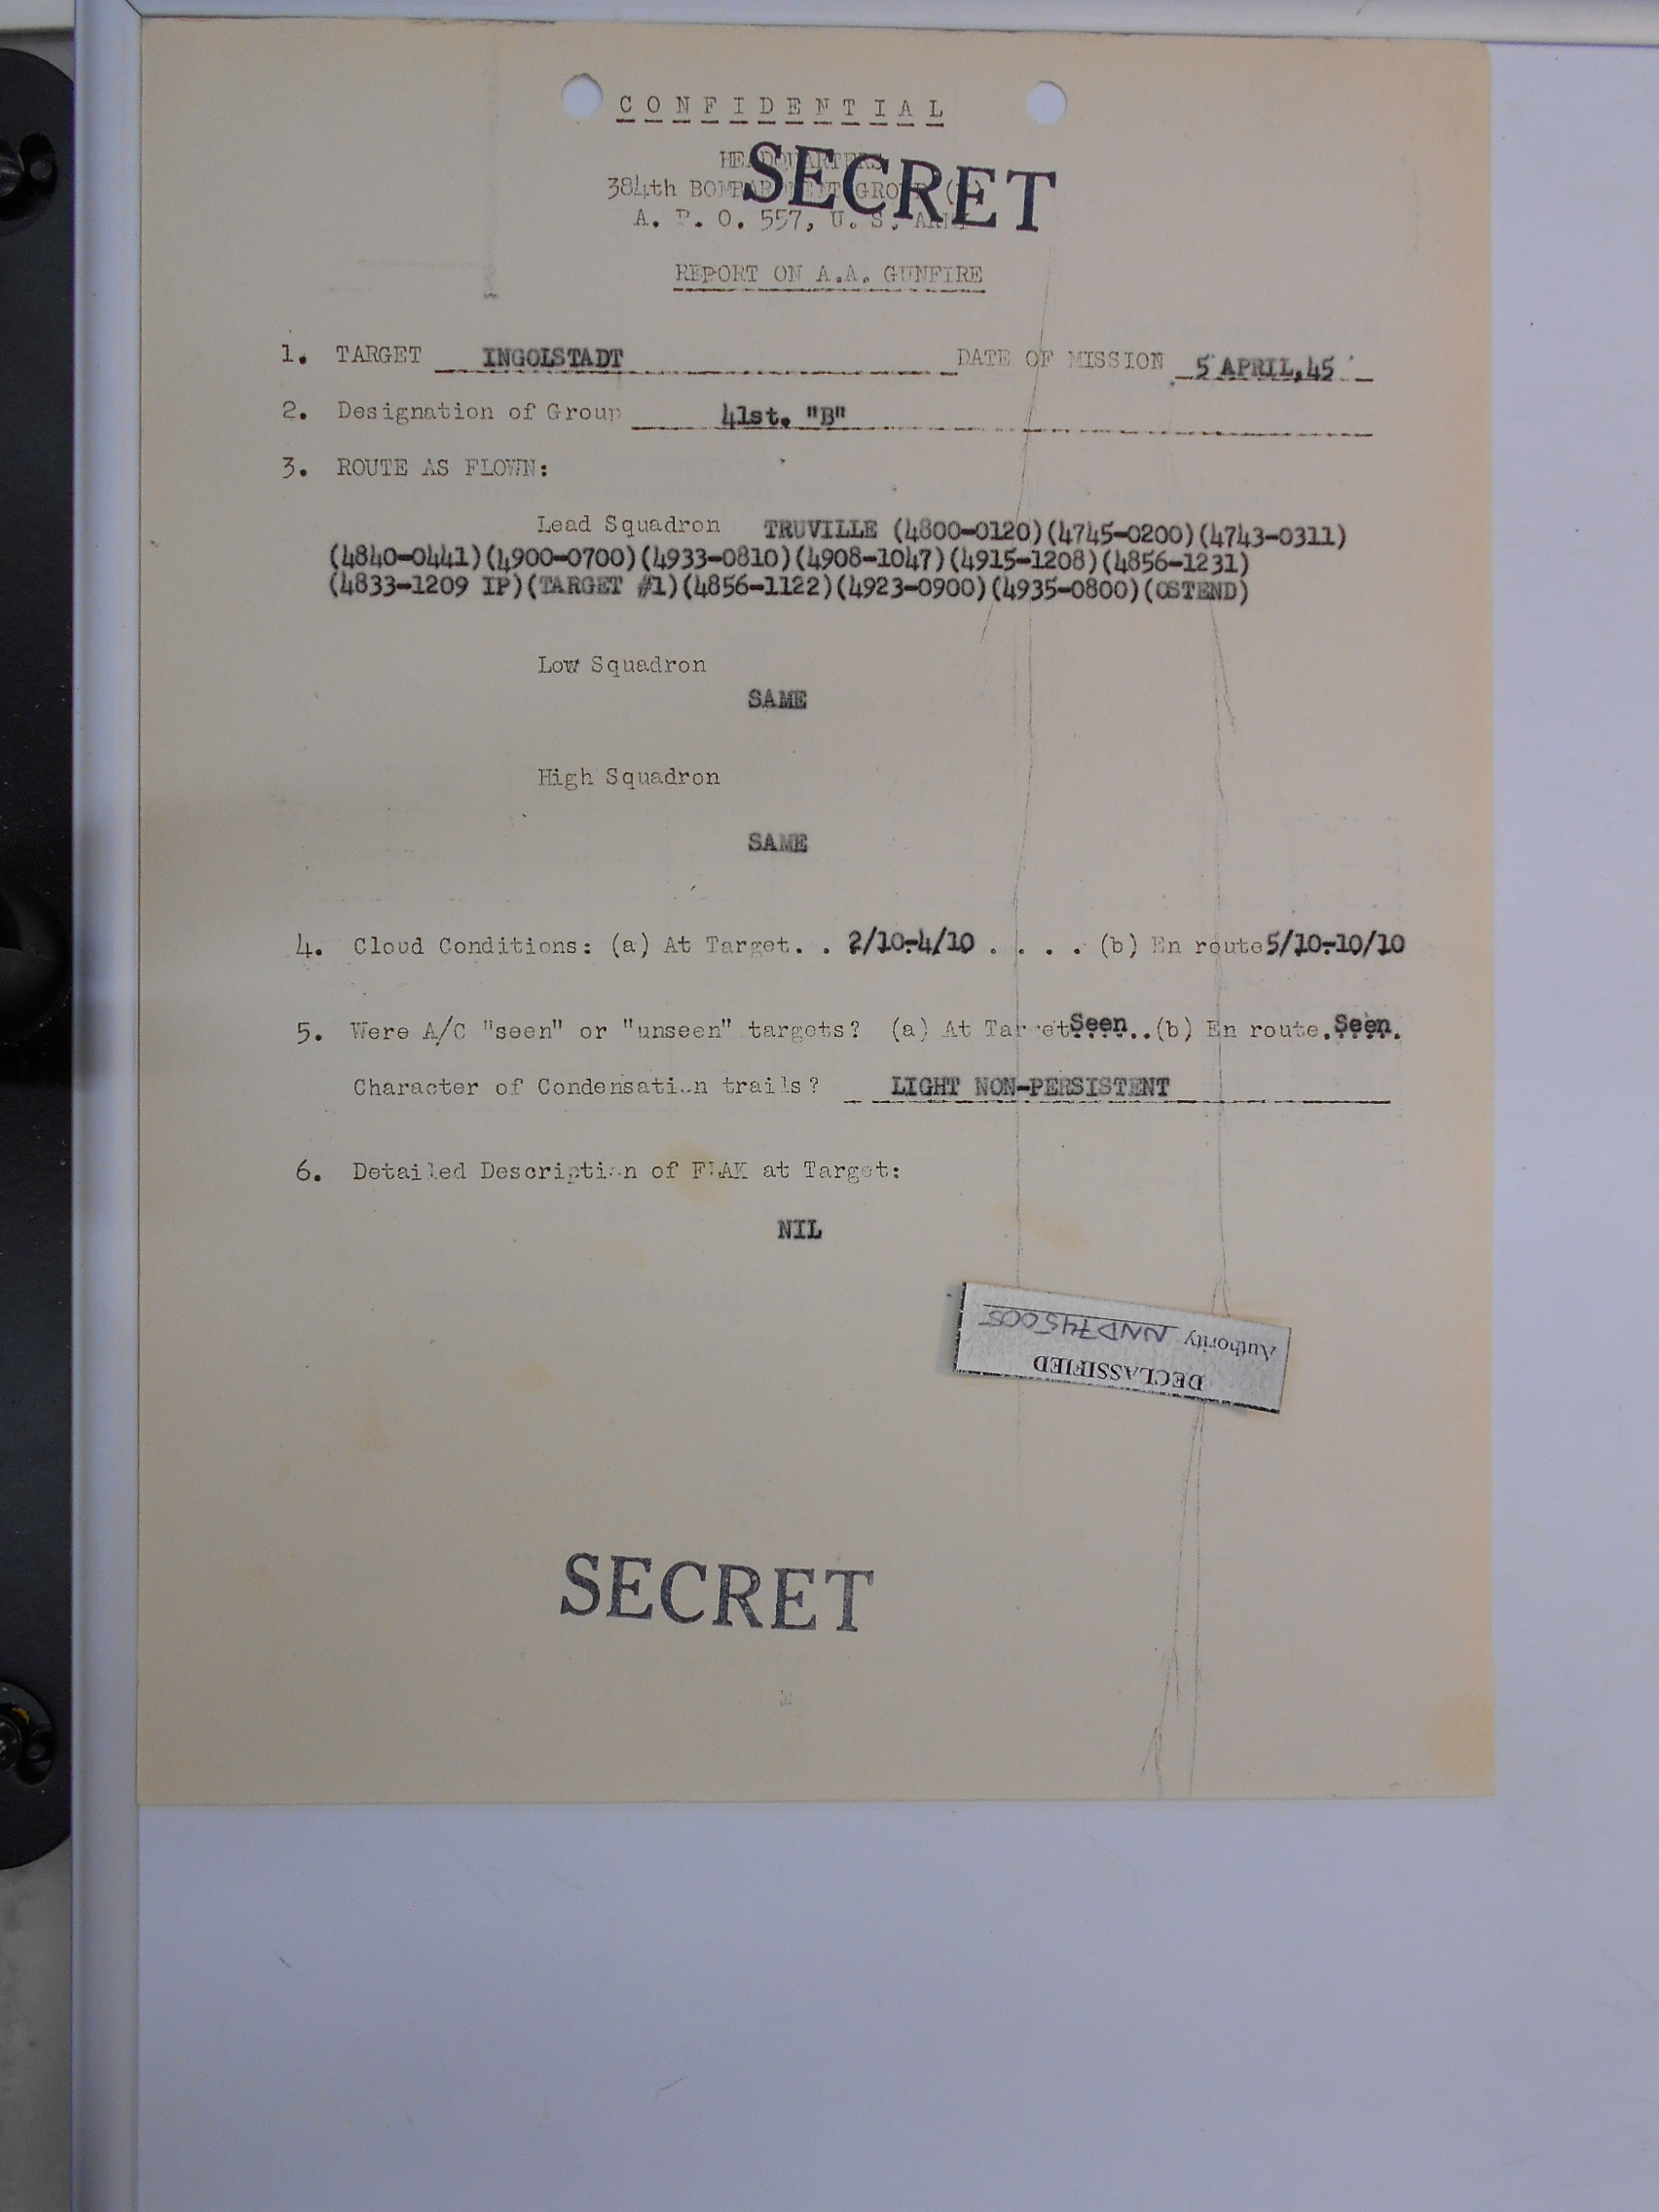 CONFIDENTIAL
SECRET
HEADQUARTERS
384th BOMBARDMENT GROUP (H)
A. P. O. 557, U. S. ARMY
REPORT ON A.A. GUNFIRE
1. TARGET INGOLSTADT DATE OF MISSION 5 APRIL,45
2. Designation of Group 41st. "B"
3. ROUTE AS FLOWN:
Lead Squadron TRUVILLE (4800-0120)(4745-0200)(4743-0311)
(4840-0441)(4900-0700)(4933-0810)(4908-1047)(4915-1208)(4856-1231)
(4833-1209 IP)(TARGET #1)(4856-1122)(4923-0900)(4935-0800)(OSTEND)
Low Squadron
SAME
High Squadron
SAME
4. Cloud Conditions: (a) At Target. . 2/10-4/10 . . . . (b) En route 5/10-10/10
5. Were A/C "seen" or "unseen" targets? (a) At Target Seen..(b) En route.Seen.
Character of Condensation trails? LIGHT NON-PERSISTENT
6. Detailed Description of FLAK at Target:
NIL
DECLASSIFIED
Authority NND745005
SECRET